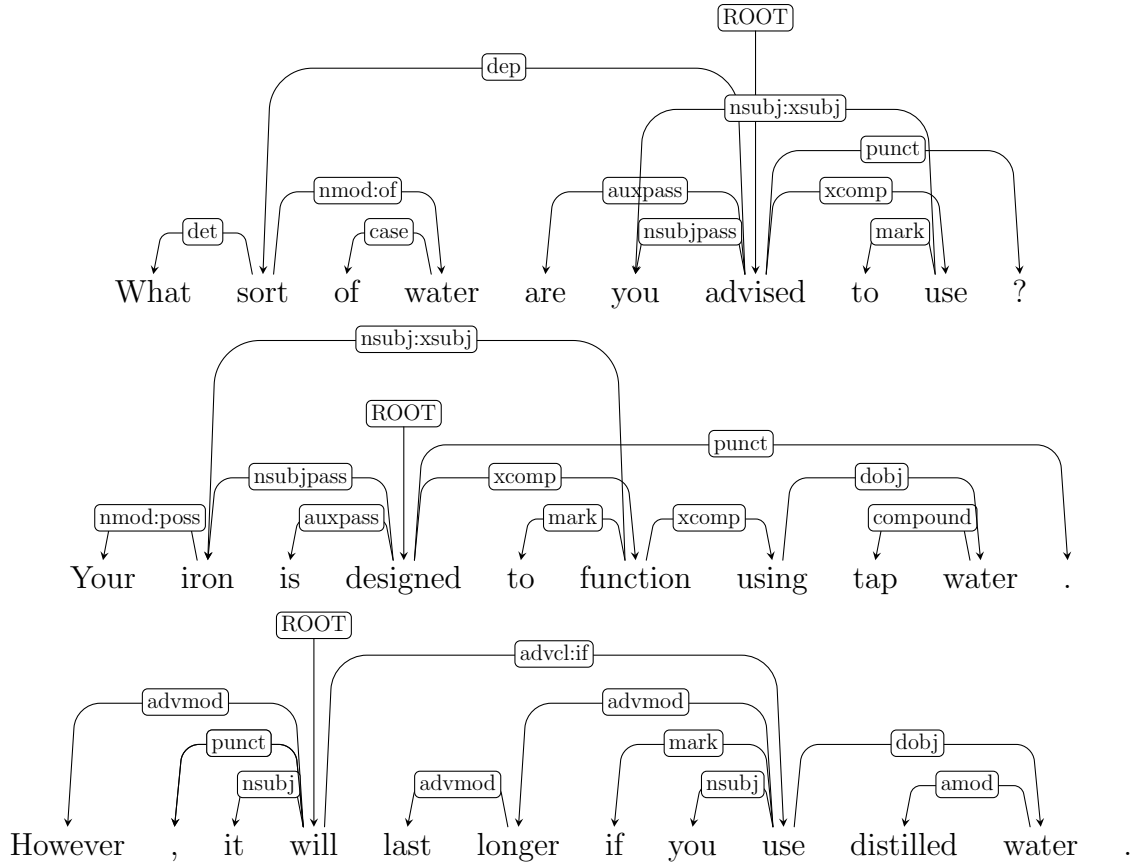 ROOT
dep
nsubj:xsubj
punct
nmod:of auxpass xcomp
det case nsubjpass mark
What sort of water are you advised to use ?
nsubj:xsubj
ROOT
punct
nsubjpass xcomp dobj
nmod:poss auxpass mark xcomp compound
Your iron is designed to function using tap water .
ROOT
advcl:if
advmod advmod
punct mark dobj
nsubj advmod nsubj amod
However , it will last longer if you use distilled water .